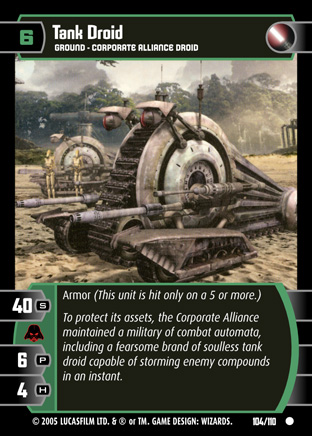 6 Tank Droid
GROUND - CORPORATE ALLIANCE DROID
40 S
6 P
4 H
Armor (This unit is hit only on a 5 or more.)
To protect its assets, the Corporate Alliance
maintained a military of combat automata,
including a fearsome brand of soulless tank
droid capable of storming enemy compounds
in an instant.
© 2005 LUCASFILM LTD. & ® or TM. GAME DESIGN: WIZARDS. 104/110